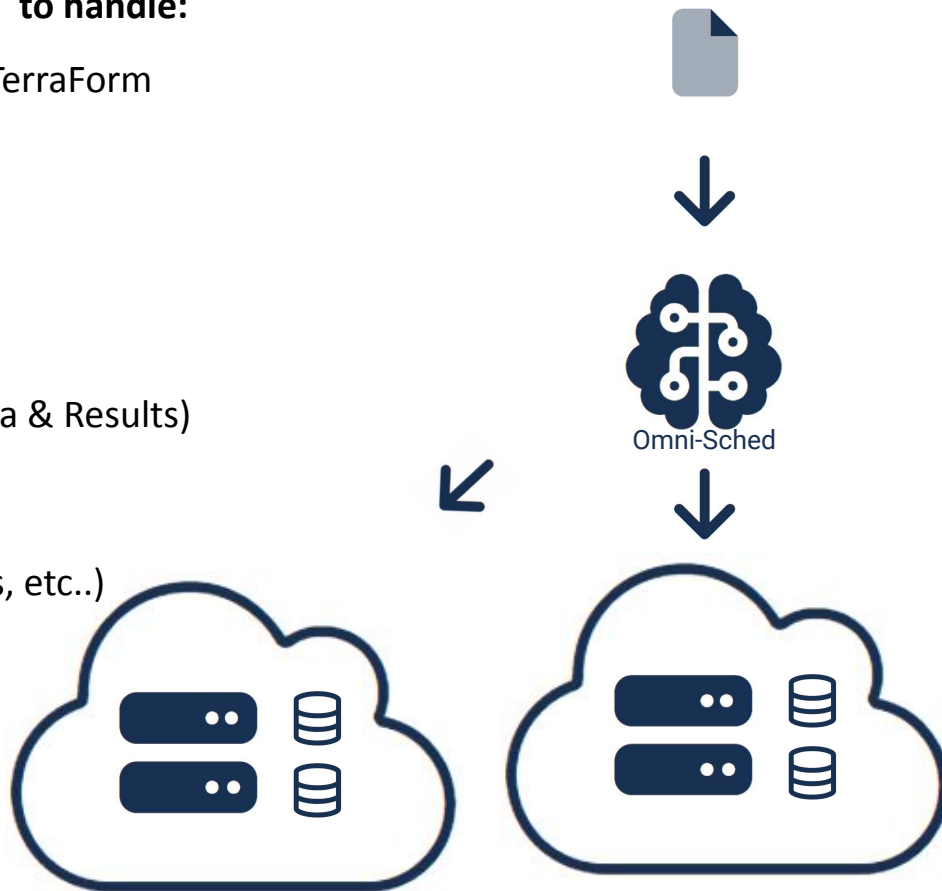 to handle:
TerraForm
a & Results)
Omni-Sched
s, etc..)